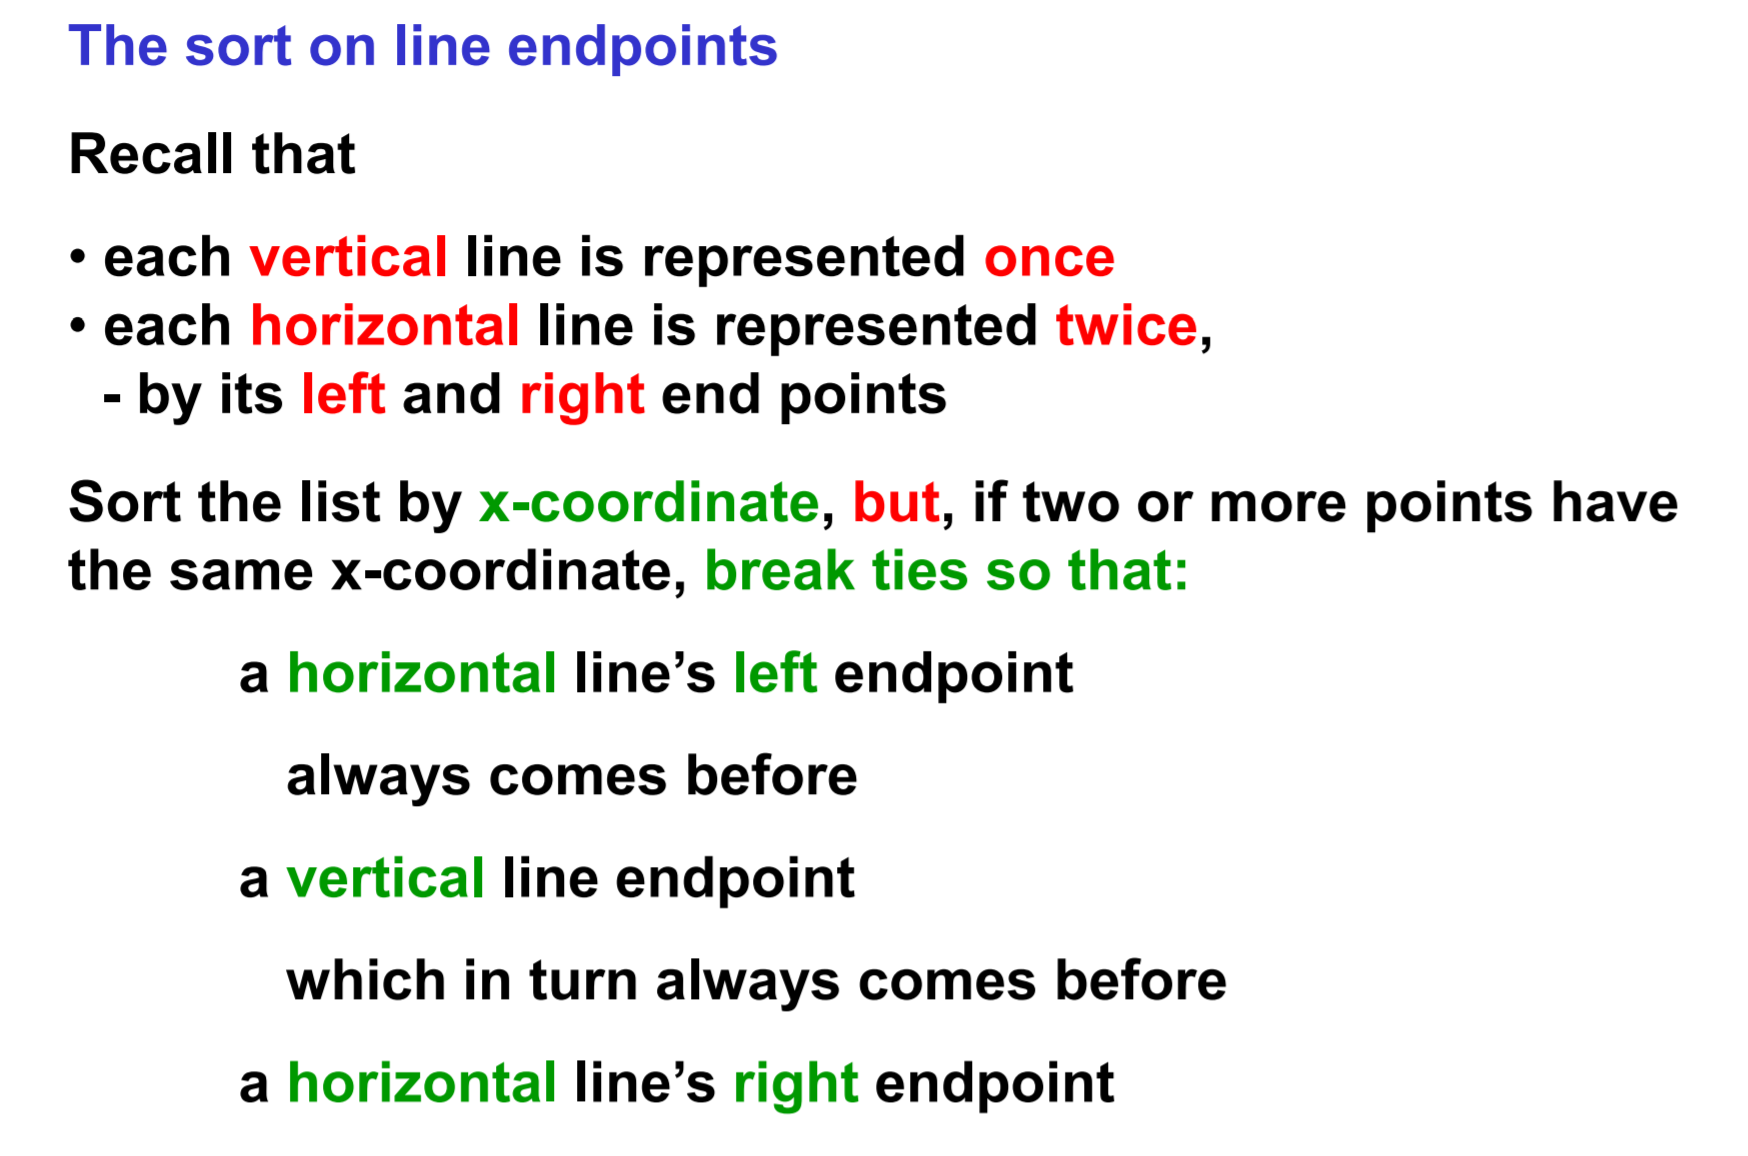 The sort on line endpoints
Recall that
• each vertical line is represented once
• each horizontal line is represented twice,
- by its left and right end points
Sort the list by x-coordinate, but, if two or more points have
the same x-coordinate, break ties so that:
a horizontal line’s left endpoint
always comes before
a vertical line endpoint
which in turn always comes before
a horizontal line’s right endpoint